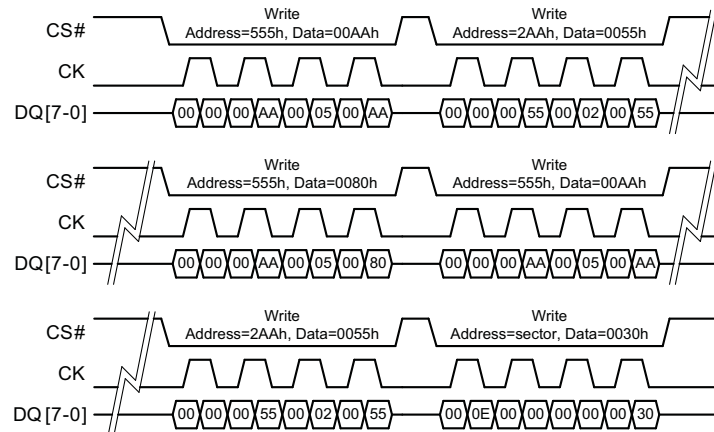 Write Write
CS# Address=555h, Data=00AAh Address=2AAh, Data=0055h
CK
DQ[7-0] 00 00 00 AA 00 05 00 AA 00 00 00 55 00 02 00 55
Write Write
CS# Address=555h, Data=0080h Address=555h, Data=00AAh
CK
DQ[7-0] 00 00 00 AA 00 05 00 80 00 00 00 AA 00 05 00 AA
Write Write
CS# Address=2AAh, Data=0055h Address=sector, Data=0030h
CK
DQ[7-0] 00 00 00 55 00 02 00 55 00 0E 00 00 00 00 00 30